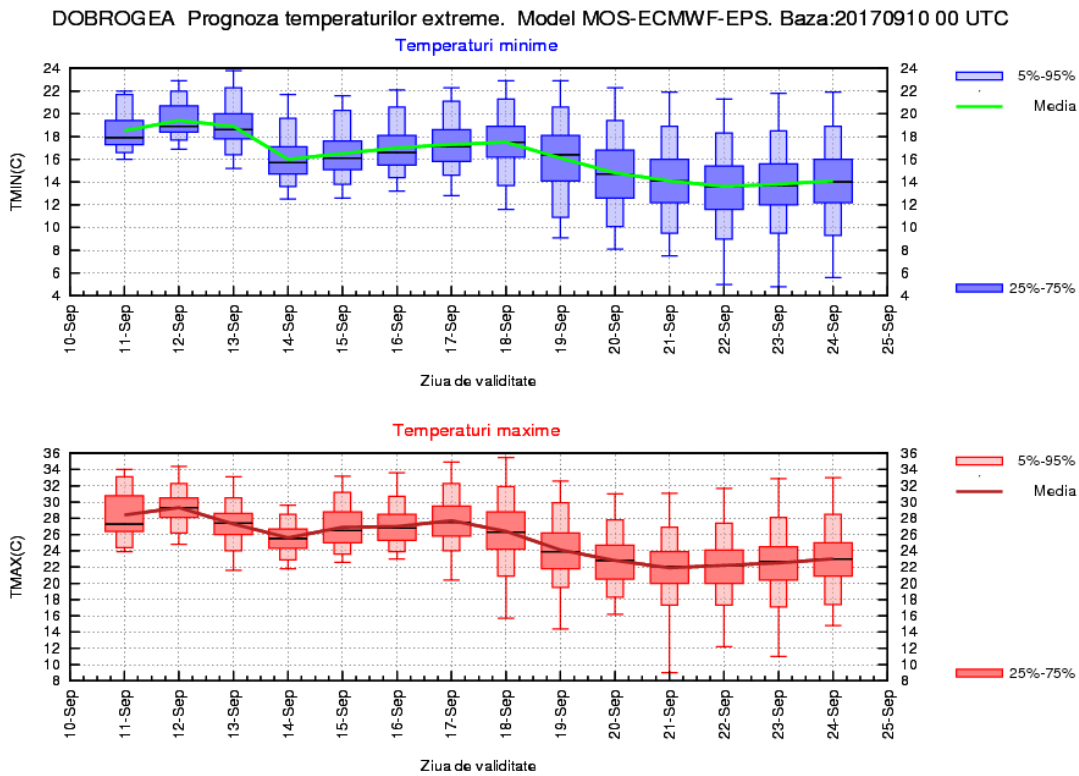 DOBROGEA Prognoza temperaturilor extreme. Model MOS-ECMWF-EPS. Baza:20170910 00 UTC
Temperaturi minime
24 24
22 22
20 20
18 18
16 16
14 14
12 12
10 10
8 8
6 6
4 4
TMIN(C)
5%-95%
Media
25%-75%
10-Sep 11-Sep 12-Sep 13-Sep 14-Sep 15-Sep 16-Sep 17-Sep 18-Sep 19-Sep 20-Sep 21-Sep 22-Sep 23-Sep 24-Sep 25-Sep
Ziua de validitate
Temperaturi maxime
36 36
34 34
32 32
30 30
28 28
26 26
24 24
22 22
20 20
18 18
16 16
14 14
12 12
10 10
8 8
TMAX(C)
5%-95%
Media
25%-75%
10-Sep 11-Sep 12-Sep 13-Sep 14-Sep 15-Sep 16-Sep 17-Sep 18-Sep 19-Sep 20-Sep 21-Sep 22-Sep 23-Sep 24-Sep 25-Sep
Ziua de validitate